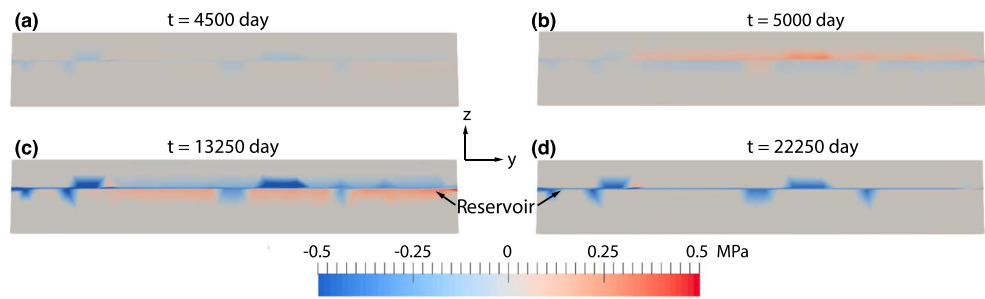 (a) t = 4500 day
(b) t = 5000 day
z
y
(c) t = 13250 day
(d) t = 22250 day
Reservoir
-0.5 -0.25 0 0.25 0.5 MPa